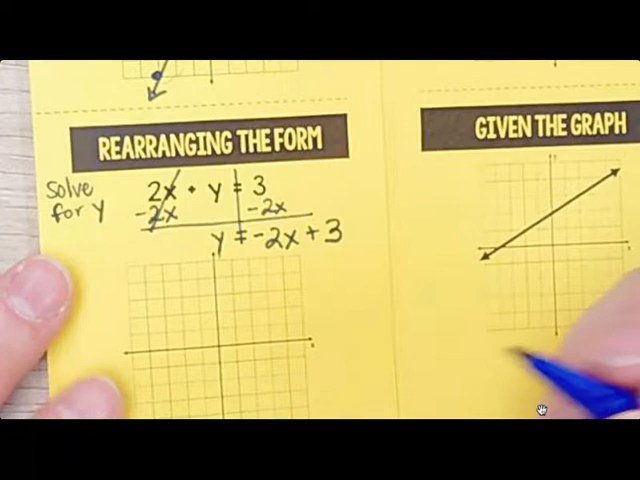 REARRANGING THE FORM
Solve for y
2x + y = 3
-2x -2x
y = -2x + 3
GIVEN THE GRAPH